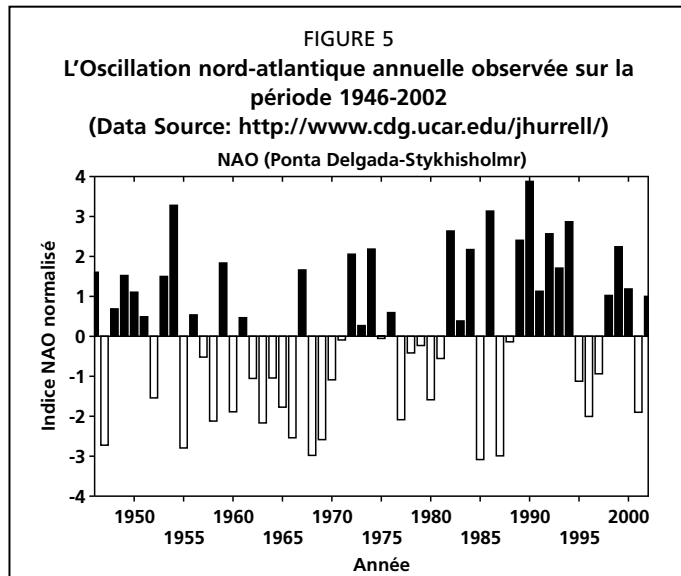 FIGURE 5
L'Oscillation nord-atlantique annuelle observée sur la
période 1946-2002
(Data Source: http://www.cdg.ucar.edu/jhurrell/)
NAO (Ponta Delgada-Stykhisholmr)
Indice NAO normalisé
4
3
2
1
0
-1
-2
-3
-4
1950 1960 1970 1980 1990 2000
1955 1965 1975 1985 1995
Année